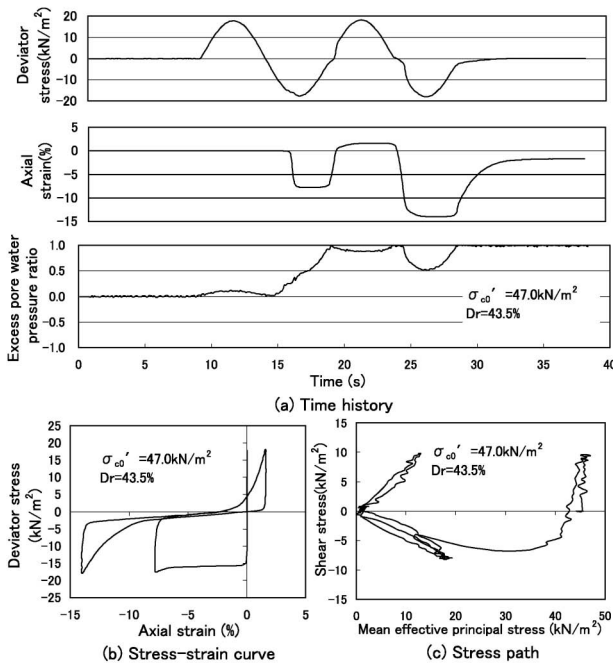 Deviator
stress(kN/m²)
20
10
0
-10
-20
Axial
strain(%)
5
0
-5
-10
-15
Excess pore water
pressure ratio
1.0
0.5
0.0
-0.5
-1.0
σc0′ =47.0kN/m²
Dr=43.5%
0 5 10 15 20 25 30 35 40
Time (s)
(a) Time history
Deviator stress
(kN/m²)
25
20
15
10
5
0
-5
-10
-15
-20
-25
σc0′ =47.0kN/m²
Dr=43.5%
-15 -10 -5 0 5
Axial strain (%)
(b) Stress-strain curve
Shear stress(kN/m²)
15
10
5
0
-5
-10
-15
σc0′ =47.0kN/m²
Dr=43.5%
0 10 20 30 40 50
Mean effective principal stress (kN/m²)
(c) Stress path